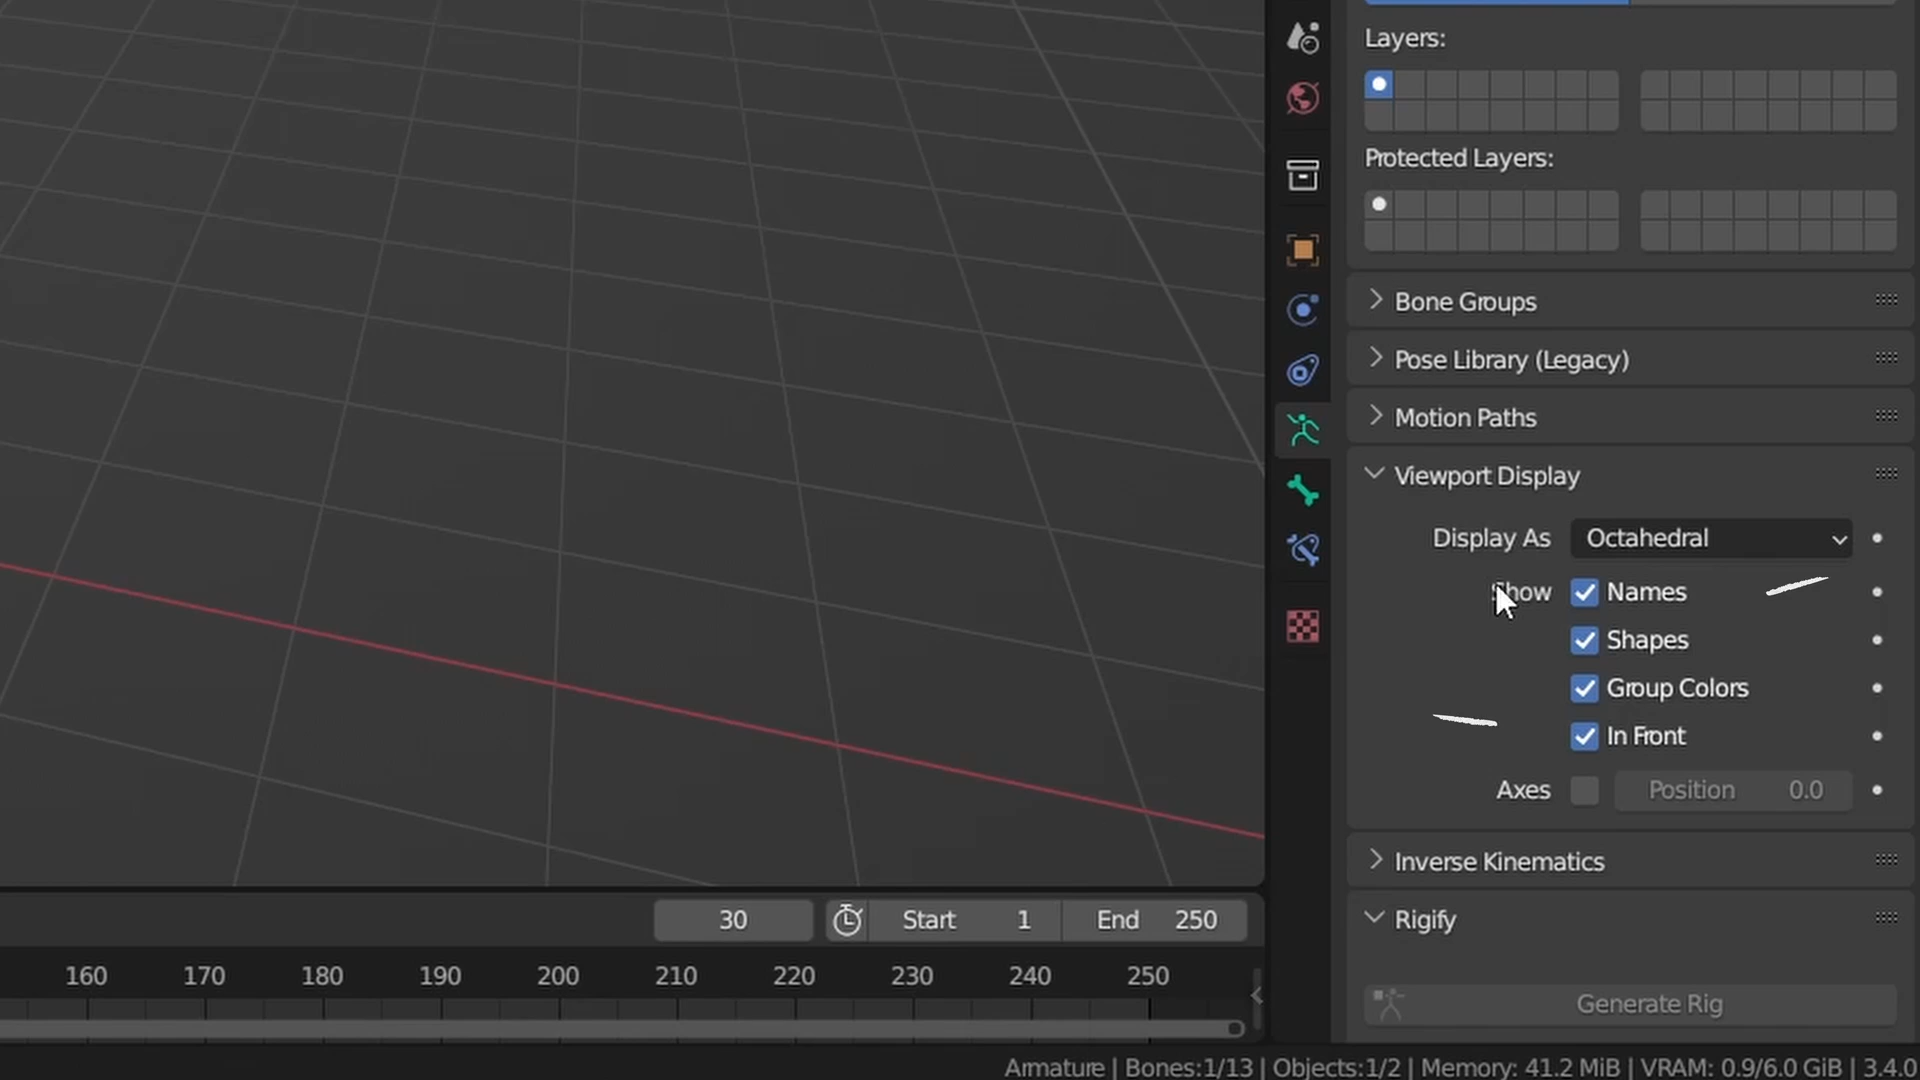 Layers:
Protected Layers:
Bone Groups
Pose Library (Legacy)
Motion Paths
Viewport Display
Display As Octahedral
Show Names
Shapes
Group Colors
In Front
Axes Position 0.0
Inverse Kinematics
Rigify
Generate Rig
30 Start 1 End 250
160 170 180 190 200 210 220 230 240 250
Armature | Bones:1/13 | Objects:1/2 | Memory: 41.2 MiB | VRAM: 0.9/6.0 GiB | 3.4.0